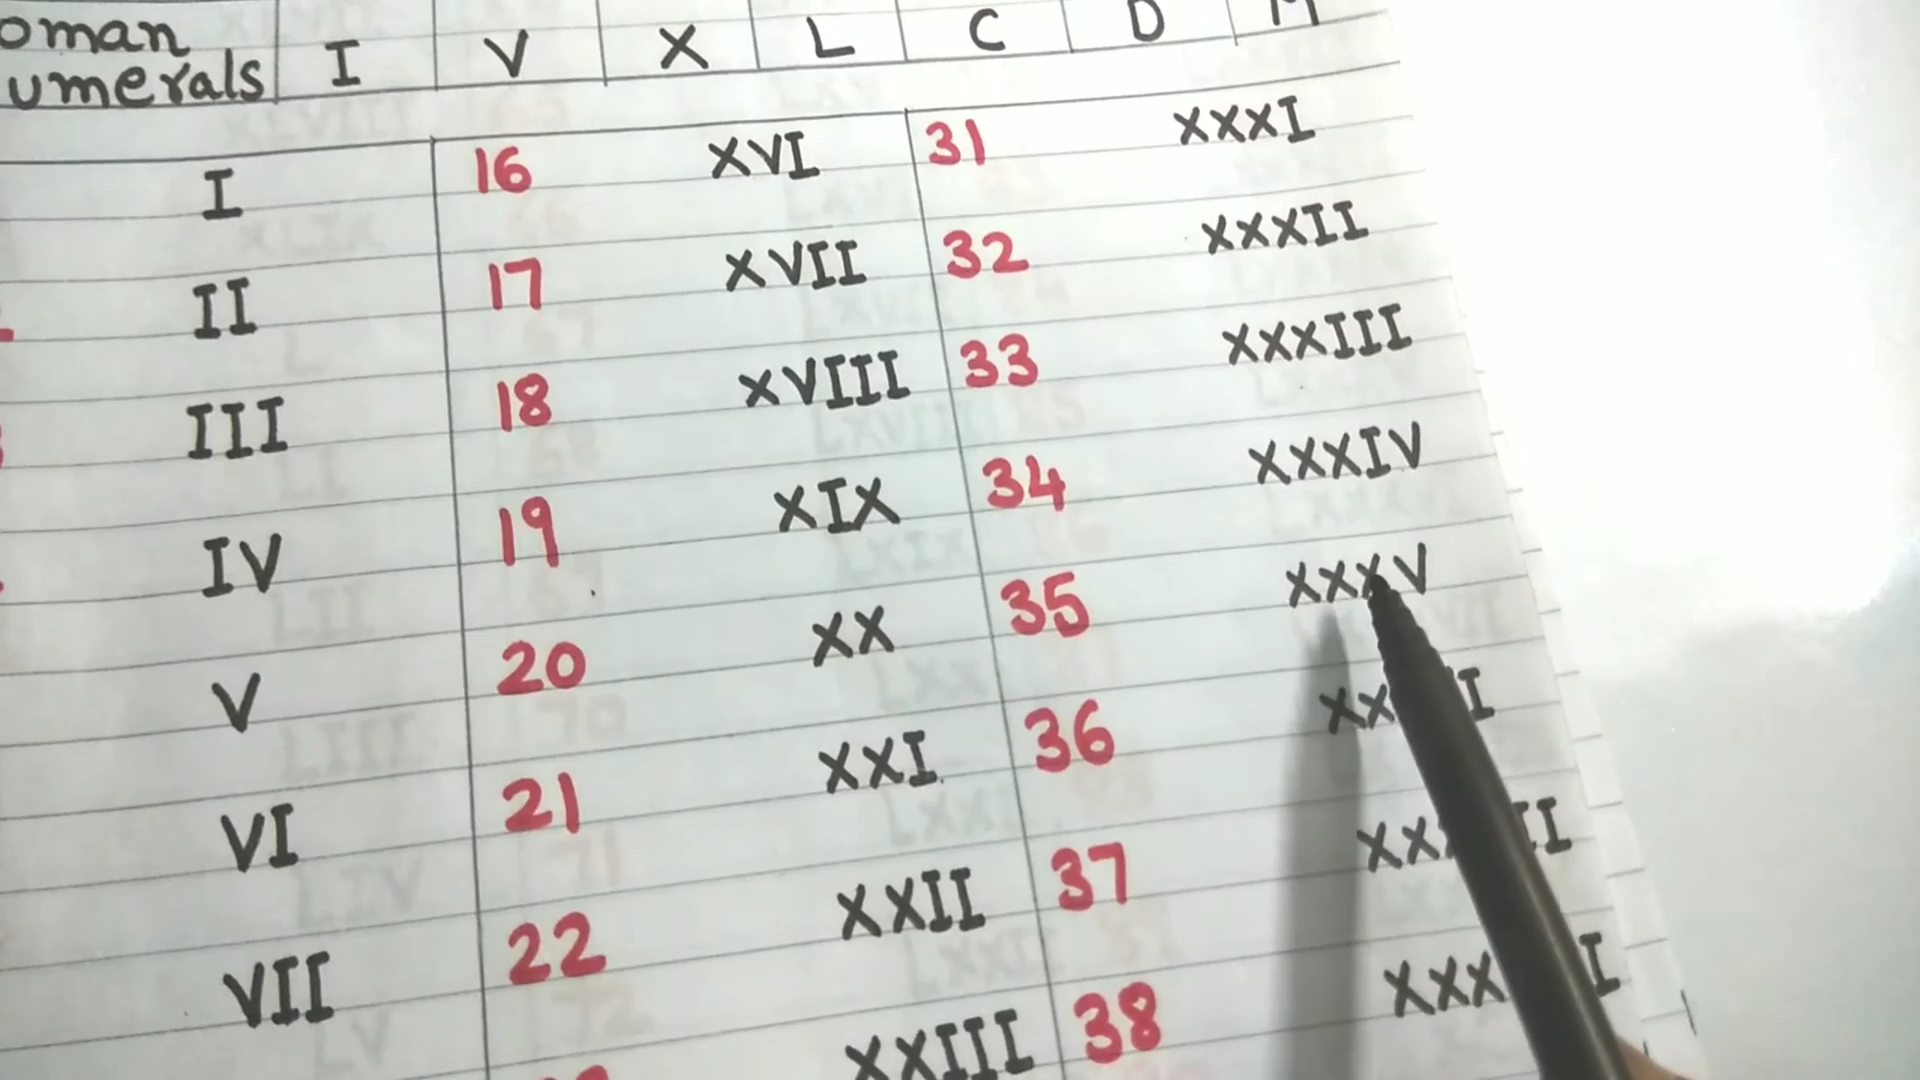 oman
umerals I V X L C D M
I 16 XVI 31 XXXI
II 17 XVII 32 XXXII
III 18 XVIII 33 XXXIII
IV 19 XIX 34 XXXIV
V 20 XX 35 XXXV
VI 21 XXI 36
VII 22 XXII 37
XXIII 38